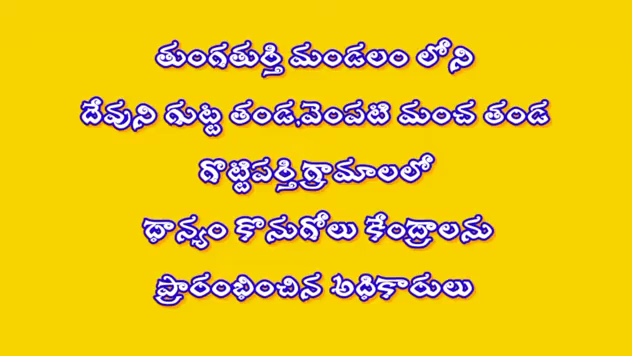 తుంగతుర్తి మండలం లోని
దేవుని గుట్ట తండ,వెంపటి మంచ తండ
గొట్టిపర్తి,గ్రామాలలో
ధాన్యం కొనుగోలు కేంద్రాలను
ప్రారంభించిన అధికారులు